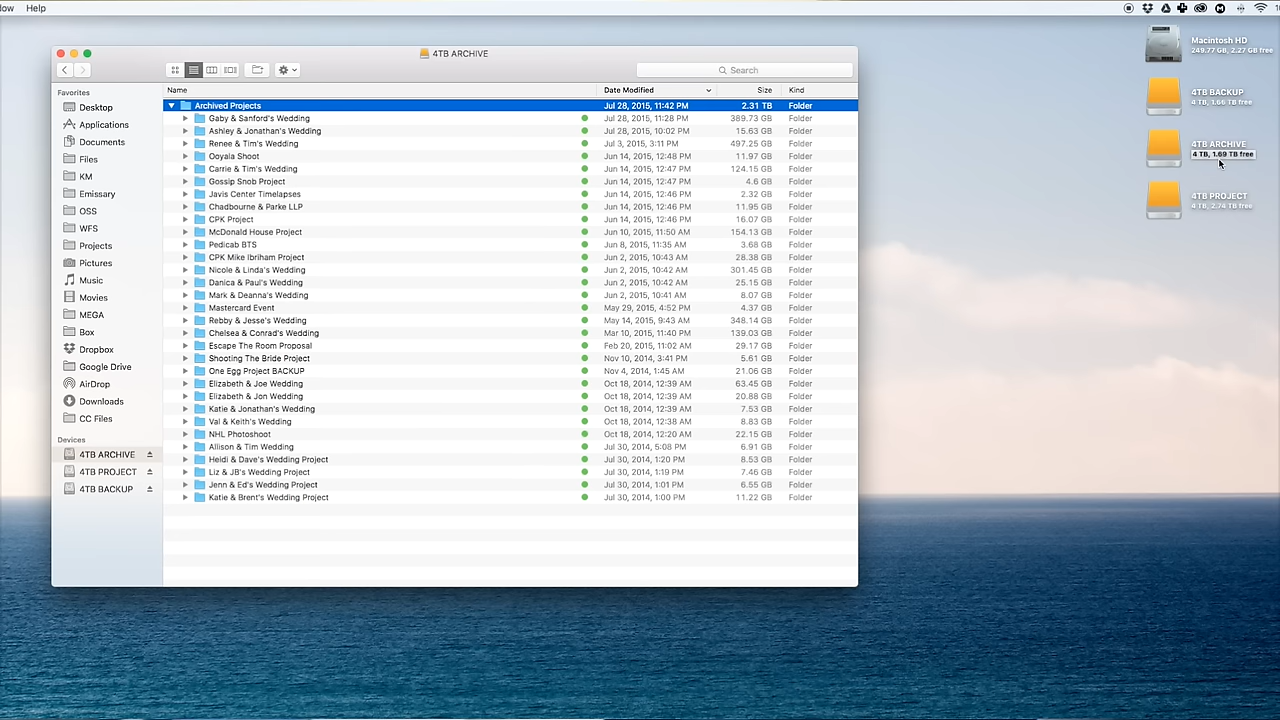 ow Help
4TB ARCHIVE
Search
Favorites
Desktop
Applications
Documents
Files
KM
Emissary
OSS
WFS
Projects
Pictures
Music
Movies
MEGA
Box
Dropbox
Google Drive
AirDrop
Downloads
CC Files
Devices
4TB ARCHIVE
4TB PROJECT
4TB BACKUP
Name Date Modified Size Kind
Archived Projects Jul 28, 2015, 11:42 PM 2.31 TB Folder
Gaby & Sanford's Wedding Jul 28, 2015, 11:28 PM 389.73 GB Folder
Ashley & Jonathan's Wedding Jul 28, 2015, 10:02 PM 15.63 GB Folder
Renee & Tim's Wedding Jul 3, 2015, 3:11 PM 497.25 GB Folder
Ooyala Shoot Jun 14, 2015, 12:48 PM 11.97 GB Folder
Carrie & Tim's Wedding Jun 14, 2015, 12:47 PM 124.15 GB Folder
Gossip Snob Project Jun 14, 2015, 12:47 PM 4.6 GB Folder
Javis Center Timelapses Jun 14, 2015, 12:46 PM 2.32 GB Folder
Chadbourne & Parke LLP Jun 14, 2015, 12:46 PM 11.95 GB Folder
CPK Project Jun 14, 2015, 12:46 PM 16.07 GB Folder
McDonald House Project Jun 10, 2015, 11:50 AM 154.13 GB Folder
Pedicab BTS Jun 8, 2015, 11:35 AM 3.68 GB Folder
CPK Mike Ibriham Project Jun 2, 2015, 10:43 AM 28.38 GB Folder
Nicole & Linda's Wedding Jun 2, 2015, 10:42 AM 301.45 GB Folder
Danica & Paul's Wedding Jun 2, 2015, 10:42 AM 25.15 GB Folder
Mark & Deanna's Wedding Jun 2, 2015, 10:41 AM 8.07 GB Folder
Mastercard Event May 29, 2015, 4:52 PM 4.37 GB Folder
Rebby & Jesse's Wedding May 14, 2015, 9:43 AM 348.14 GB Folder
Chelsea & Conrad's Wedding Mar 10, 2015, 11:40 PM 139.03 GB Folder
Escape The Room Proposal Feb 20, 2015, 11:02 AM 29.17 GB Folder
Shooting The Bride Project Nov 10, 2014, 3:41 PM 5.61 GB Folder
One Egg Project BACKUP Nov 4, 2014, 1:45 AM 21.06 GB Folder
Elizabeth & Joe Wedding Oct 18, 2014, 12:39 AM 63.45 GB Folder
Elizabeth & Jon Wedding Oct 18, 2014, 12:39 AM 20.88 GB Folder
Katie & Jonathan's Wedding Oct 18, 2014, 12:39 AM 7.53 GB Folder
Val & Keith's Wedding Oct 18, 2014, 12:38 AM 8.83 GB Folder
NHL Photoshoot Oct 18, 2014, 12:20 AM 22.15 GB Folder
Allison & Tim Wedding Jul 30, 2014, 5:08 PM 6.91 GB Folder
Heidi & Dave's Wedding Project Jul 30, 2014, 1:20 PM 8.53 GB Folder
Liz & JB's Wedding Project Jul 30, 2014, 1:19 PM 7.46 GB Folder
Jenn & Ed's Wedding Project Jul 30, 2014, 1:01 PM 6.55 GB Folder
Katie & Brent's Wedding Project Jul 30, 2014, 1:00 PM 11.22 GB Folder
Macintosh HD
249.77 GB, 2.27 GB free
4TB BACKUP
4 TB, 1.66 TB free
4TB ARCHIVE
4 TB, 1.69 TB free
4TB PROJECT
4 TB, 2.74 TB free